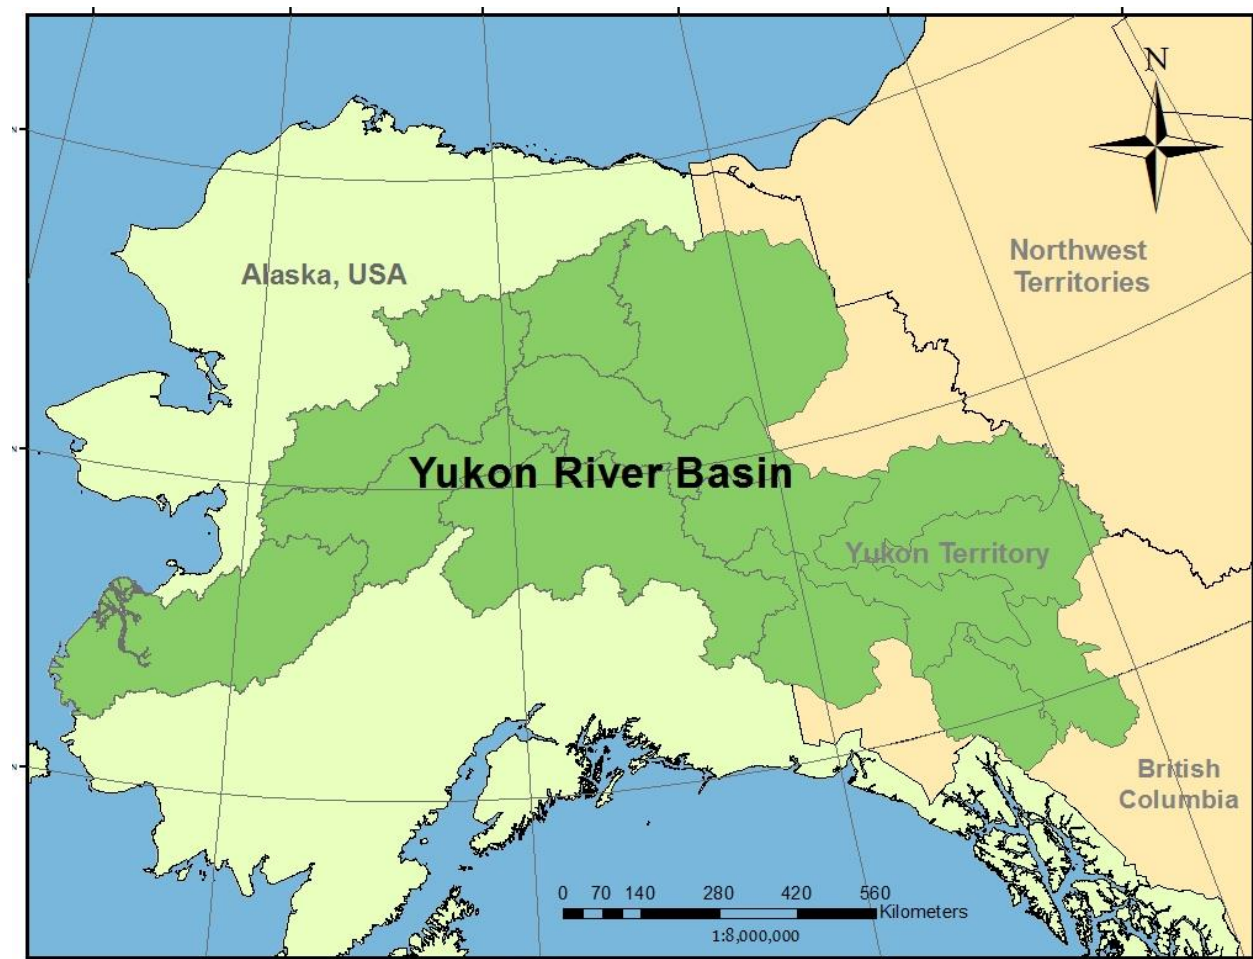 N
Northwest
Territories
Alaska, USA
Yukon River Basin
Yukon Territory
British
Columbia
0 70 140 280 420 560
Kilometers
1:8,000,000